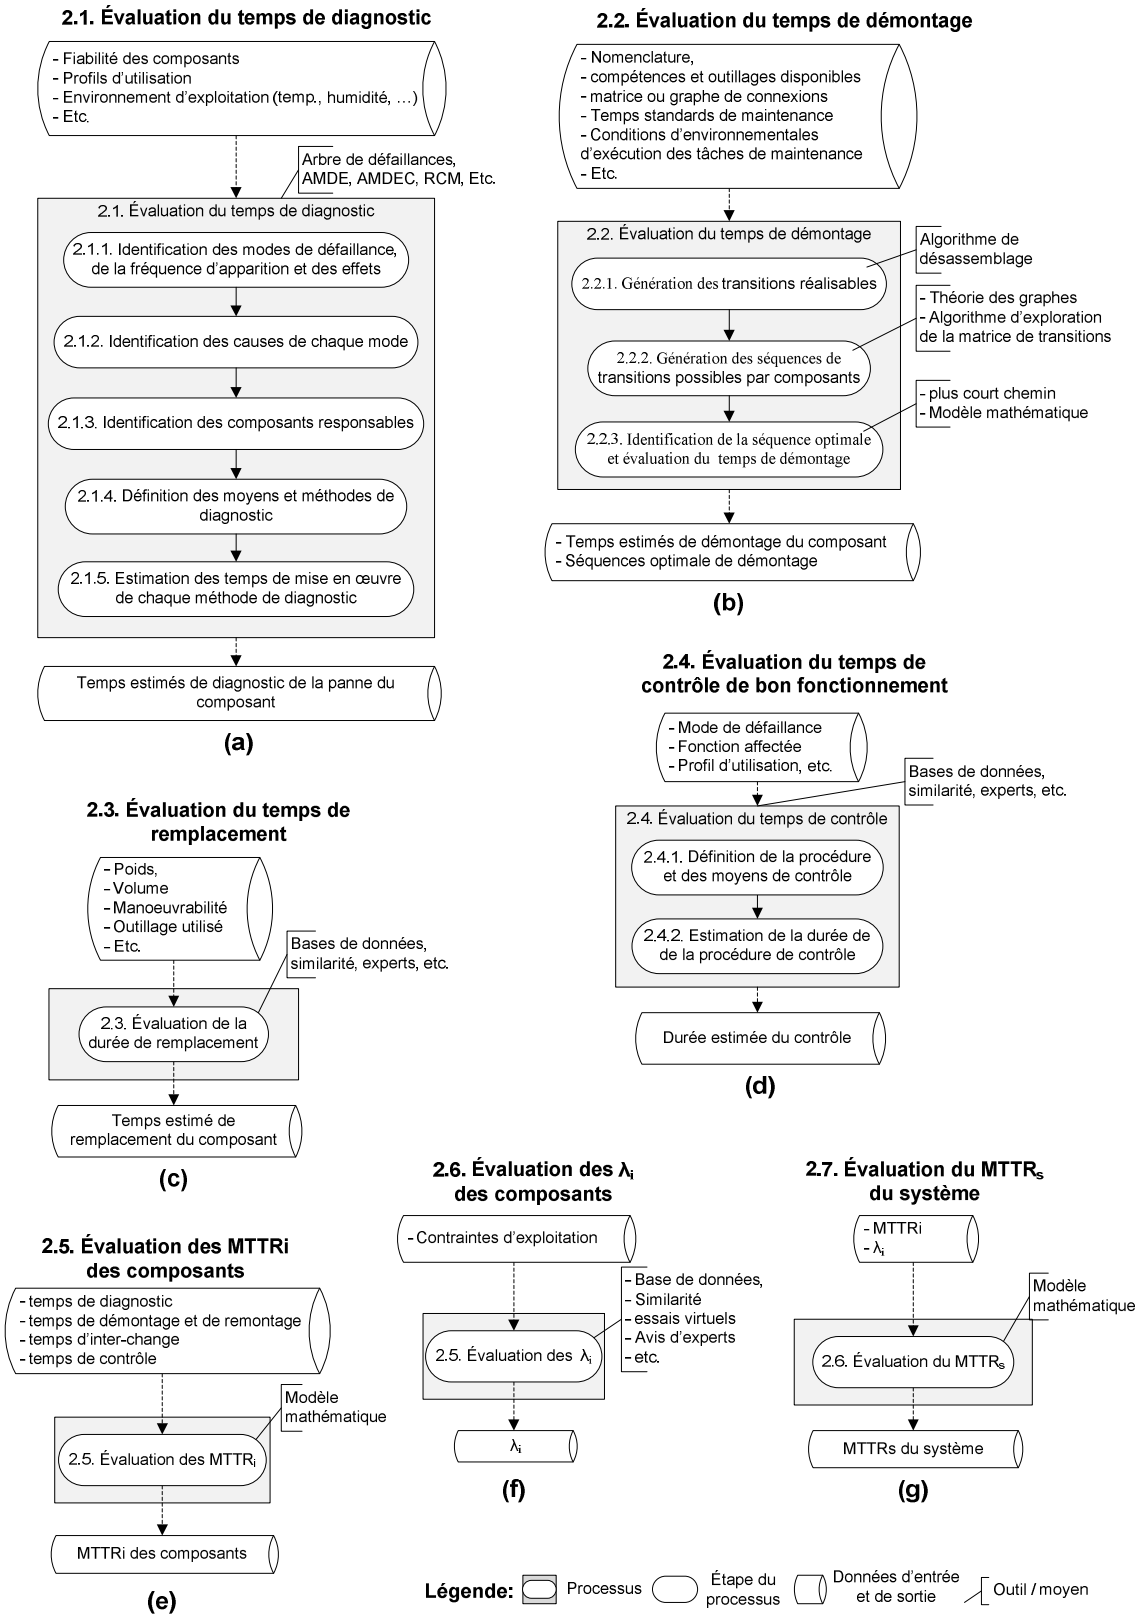 2.1. Évaluation du temps de diagnostic
- Fiabilité des composants
- Profils d'utilisation
- Environnement d'exploitation (temp., humidité, …)
- Etc.
Arbre de défaillances,
AMDE, AMDEC, RCM, Etc.
2.1. Évaluation du temps de diagnostic
2.1.1. Identification des modes de défaillance,
de la fréquence d'apparition et des effets
2.1.2. Identification des causes de chaque mode
2.1.3. Identification des composants responsables
2.1.4. Définition des moyens et méthodes de
diagnostic
2.1.5. Estimation des temps de mise en œuvre
de chaque méthode de diagnostic
Temps estimés de diagnostic de la panne du
composant
(a)
2.2. Évaluation du temps de démontage
- Nomenclature,
- compétences et outillages disponibles
- matrice ou graphe de connexions
- Temps standards de maintenance
- Conditions d'environnementales
d'exécution des tâches de maintenance
- Etc.
2.2. Évaluation du temps de démontage
Algorithme de
désassemblage
2.2.1. Génération des transitions réalisables
- Théorie des graphes
- Algorithme d'exploration
de la matrice de transitions
2.2.2. Génération des séquences de
transitions possibles par composants
- plus court chemin
- Modèle mathématique
2.2.3. Identification de la séquence optimale
et évaluation du temps de démontage
- Temps estimés de démontage du composant
- Séquences optimale de démontage
(b)
2.3. Évaluation du temps de
remplacement
- Poids,
- Volume
- Manoeuvrabilité
- Outillage utilisé
- Etc.
Bases de données,
similarité, experts, etc.
2.3. Évaluation de la
durée de remplacement
Temps estimé de
remplacement du composant
(c)
2.4. Évaluation du temps de
contrôle de bon fonctionnement
- Mode de défaillance
- Fonction affectée
- Profil d'utilisation, etc.
Bases de données,
similarité, experts, etc.
2.4. Évaluation du temps de contrôle
2.4.1. Définition de la procédure
et des moyens de contrôle
2.4.2. Estimation de la durée de
de la procédure de contrôle
Durée estimée du contrôle
(d)
2.5. Évaluation des MTTRi
des composants
- temps de diagnostic
- temps de démontage et de remontage
- temps d'inter-change
- temps de contrôle
Modèle
mathématique
2.5. Évaluation des MTTRi
MTTRi des composants
(e)
2.6. Évaluation des λi
des composants
- Contraintes d'exploitation
- Base de données,
- Similarité
- essais virtuels
- Avis d'experts
- etc.
2.5. Évaluation des λi
λi
(f)
2.7. Évaluation du MTTRs
du système
- MTTRi
- λi
Modèle
mathématique
2.6. Évaluation du MTTRs
MTTRs du système
(g)
Légende:
Processus
Étape du
processus
Données d'entrée
et de sortie
Outil / moyen